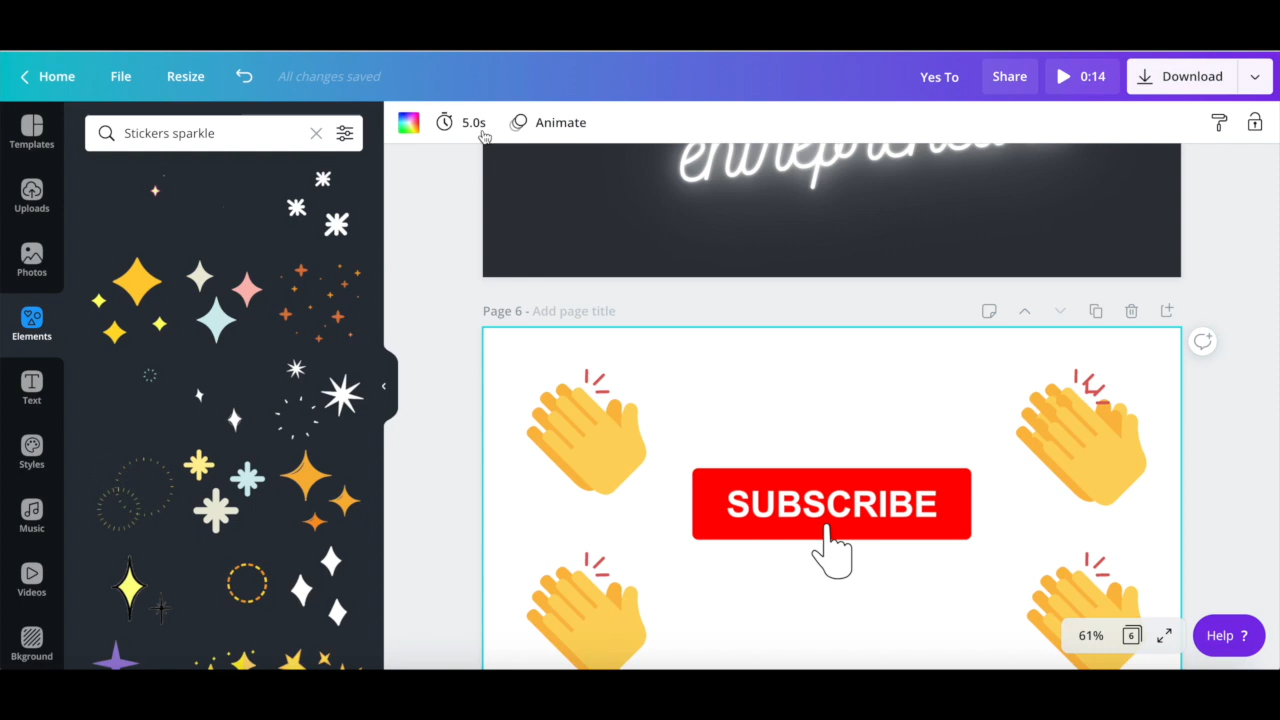 Home File Resize All changes saved Yes To Share 0:14 Download
Templates
Uploads
Photos
Elements
Text
Styles
Music
Videos
Bkground
Stickers sparkle
5.0s Animate
Page 6 - Add page title
SUBSCRIBE
61% 6 Help ?